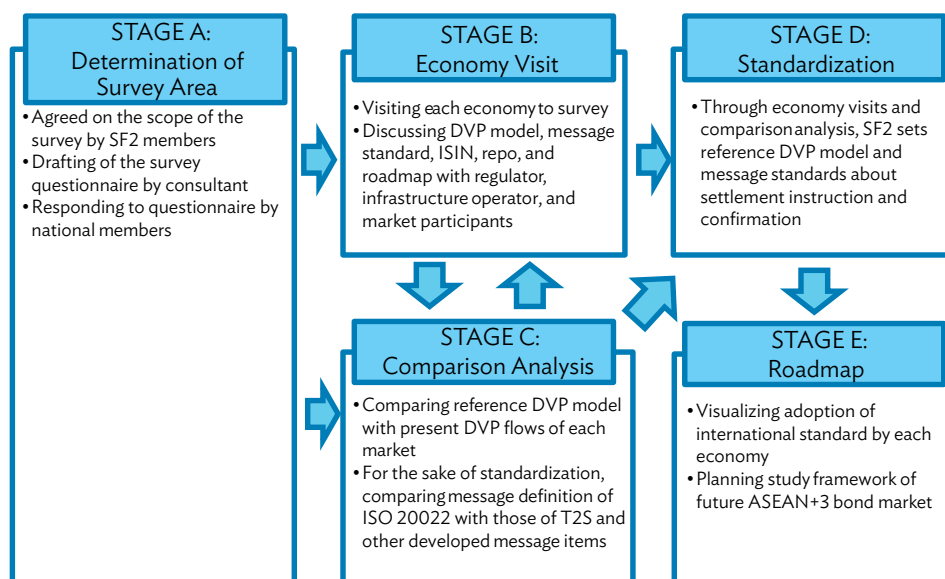 STAGE A:
Determination of
Survey Area
• Agreed on the scope of the
survey by SF2 members
• Drafting of the survey
questionnaire by consultant
• Responding to questionnaire by
national members
STAGE B:
Economy Visit
• Visiting each economy to survey
• Discussing DVP model, message
standard, ISIN, repo, and
roadmap with regulator,
infrastructure operator, and
market participants
STAGE C:
Comparison Analysis
• Comparing reference DVP model
with present DVP flows of each
market
• For the sake of standardization,
comparing message definition of
ISO 20022 with those of T2S and
other developed message items
STAGE D:
Standardization
• Through economy visits and
comparison analysis, SF2 sets
reference DVP model and
message standards about
settlement instruction and
confirmation
STAGE E:
Roadmap
• Visualizing adoption of
international standard by each
economy
• Planning study framework of
future ASEAN+3 bond market